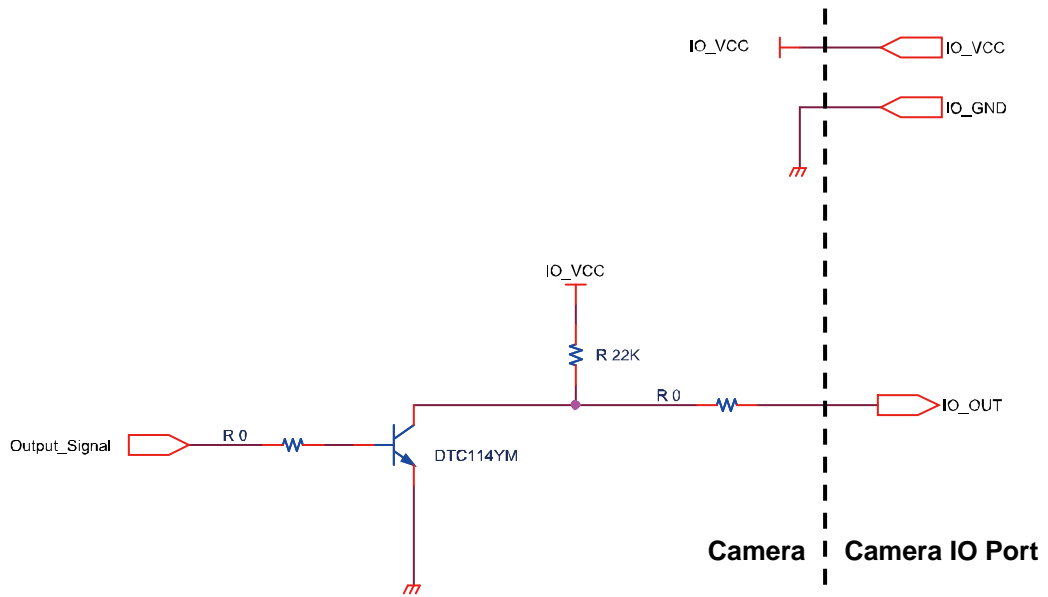 IO_VCC
IO_VCC
IO_GND
IO_VCC
R 22K
R 0
IO_OUT
Output_Signal
R 0
DTC114YM
Camera
Camera IO Port